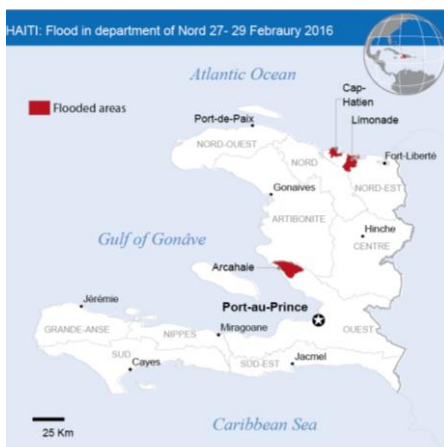 HAITI: Flood in department of Nord 27- 29 Febraury 2016
Atlantic Ocean
Cap-
Hatien
Limonade
Flooded areas
Port-de-Paix
NORD-OUEST
NORD
Fort-Liberté
NORD-EST
Gonaives
ARTIBONITE
Hinche
CENTRE
Gulf of Gonâve
Arcahaie
Port-au-Prince
Jérémie
GRANDE-ANSE
NIPPES
Miragoane
OUEST
SUD
Cayes
SUD-EST
Jacmel
25 Km
Caribbean Sea